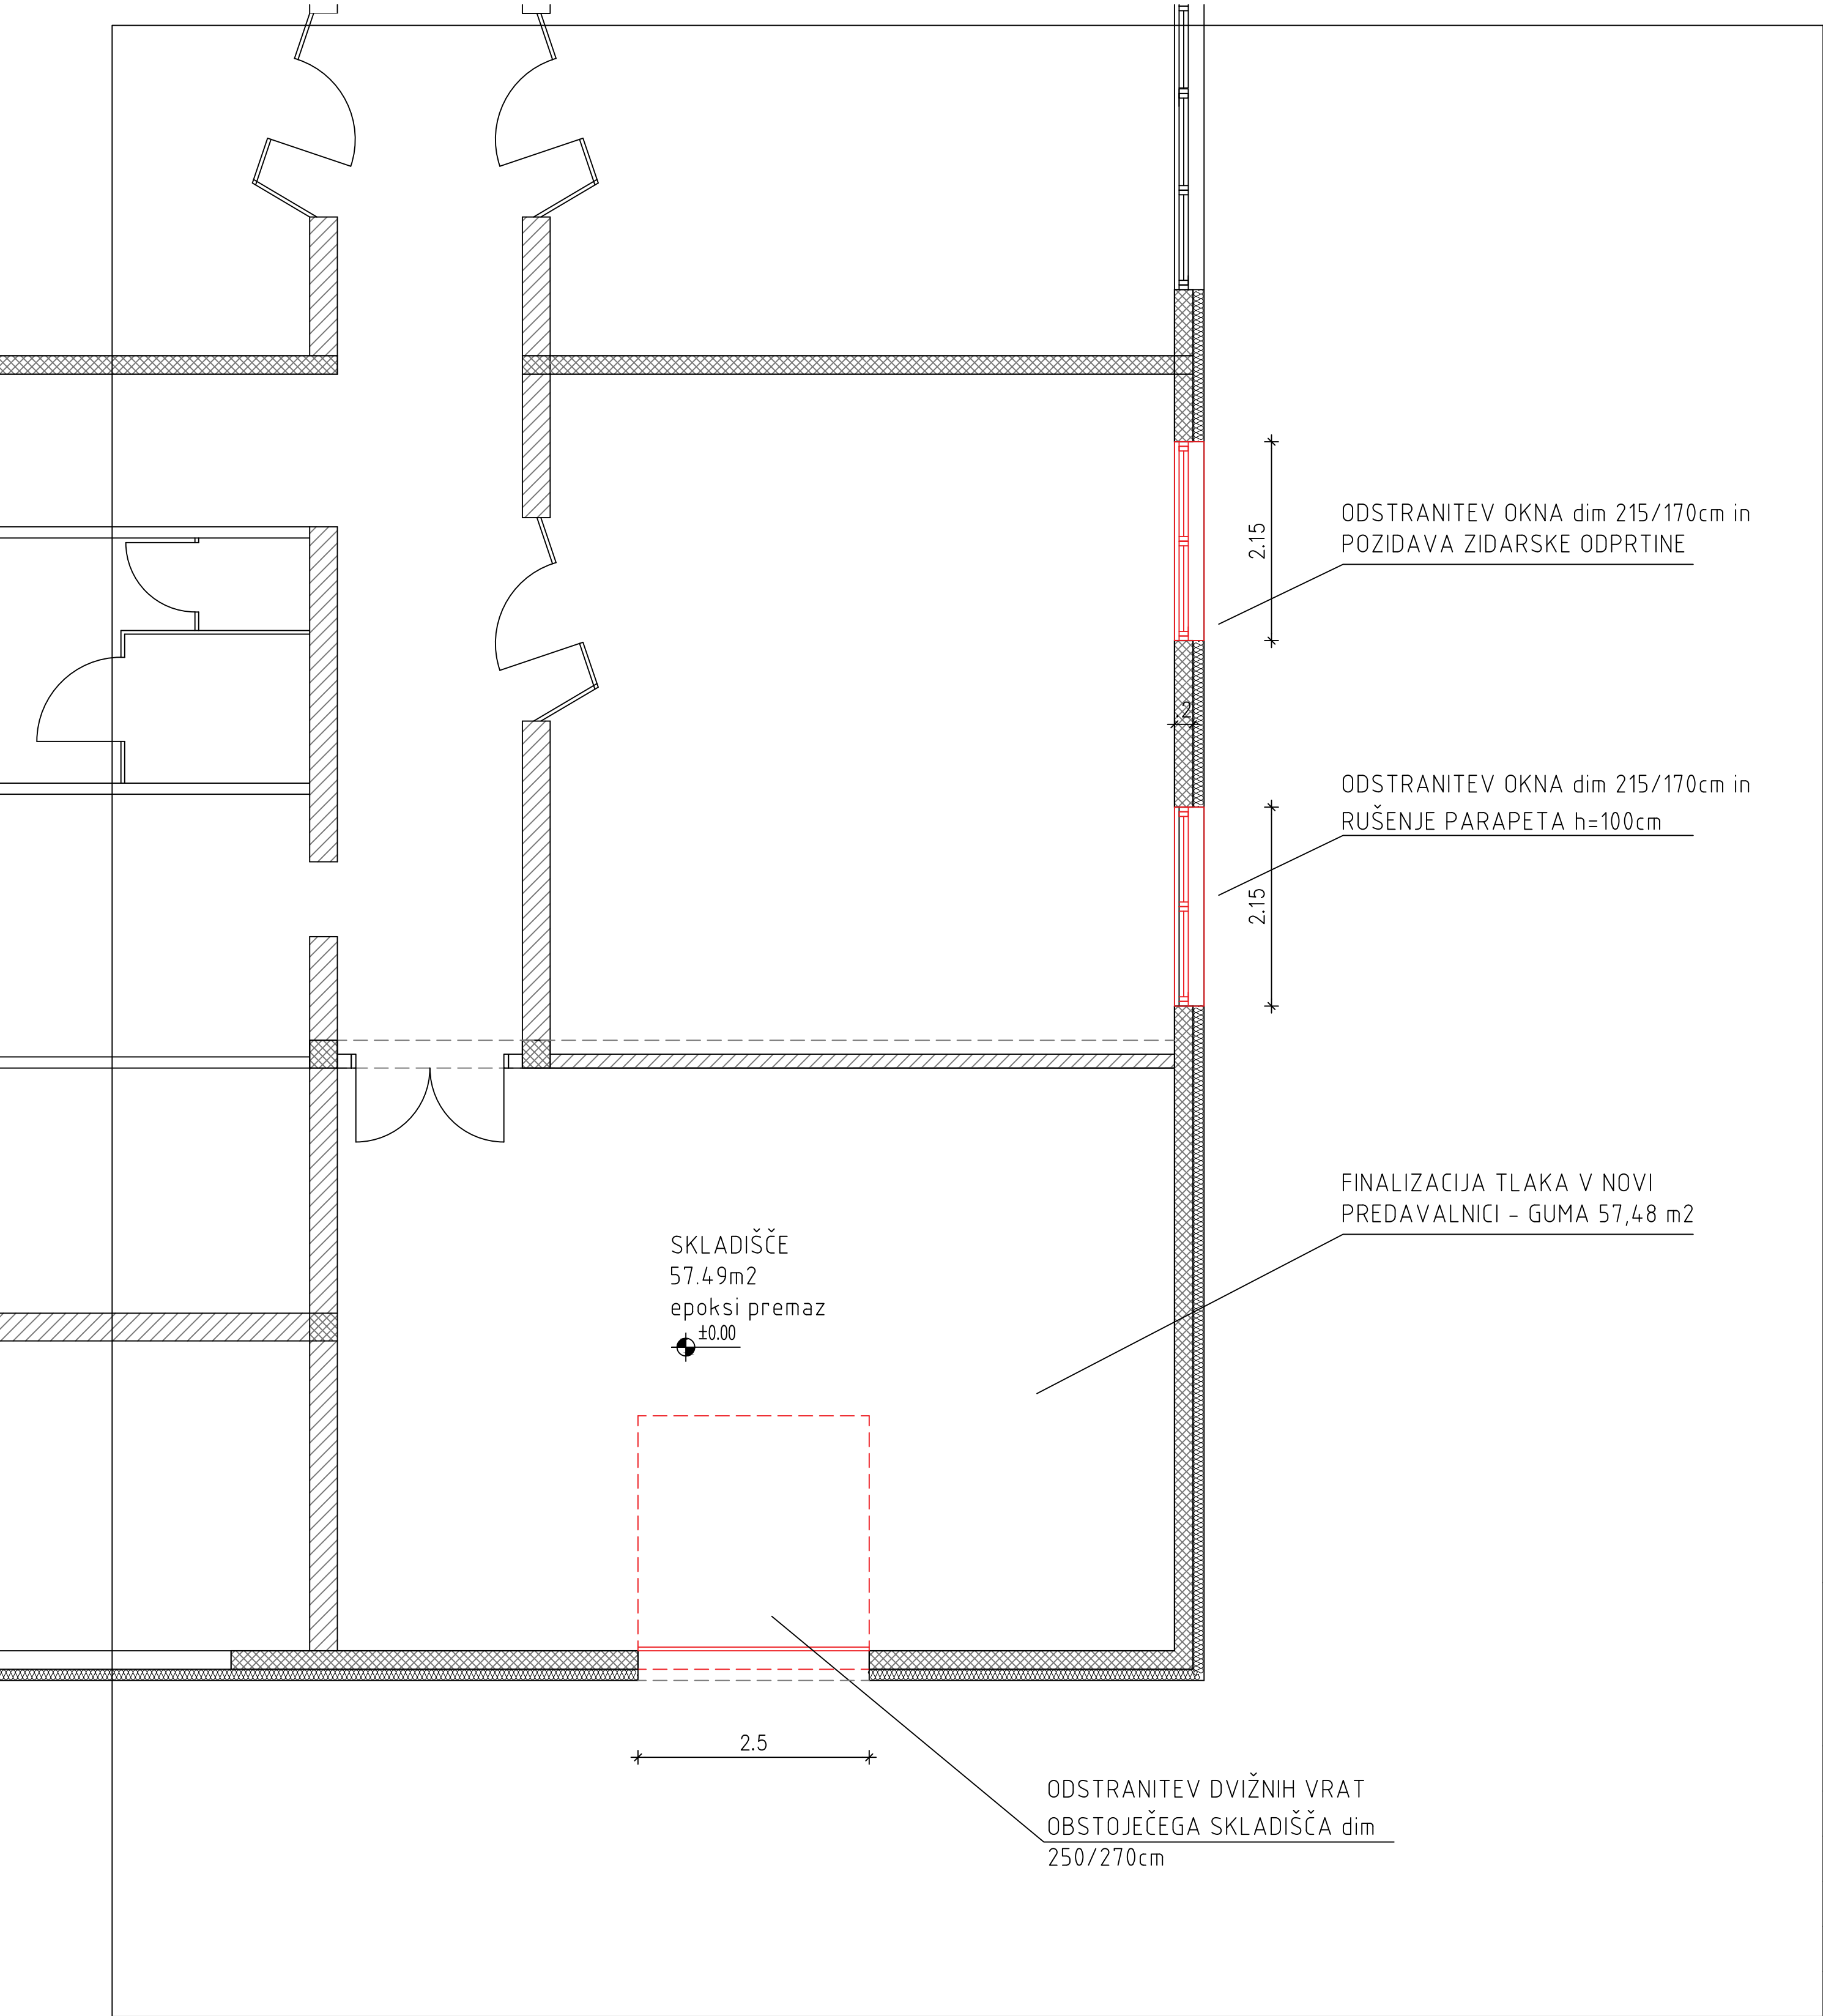 ODSTRANITEV OKNA dim 215/170cm in
POZIDAVA ZIDARSKE ODPRTINE
2.15
.2
ODSTRANITEV OKNA dim 215/170cm in
RUŠENJE PARAPETA h=100cm
2.15
FINALIZACIJA TLAKA V NOVI
PREDAVALNICI - GUMA 57,48 m2
SKLADIŠČE
57.49m2
epoksi premaz
±0.00
2.5
ODSTRANITEV DVIŽNIH VRAT
OBSTOJEČEGA SKLADIŠČA dim
250/270cm